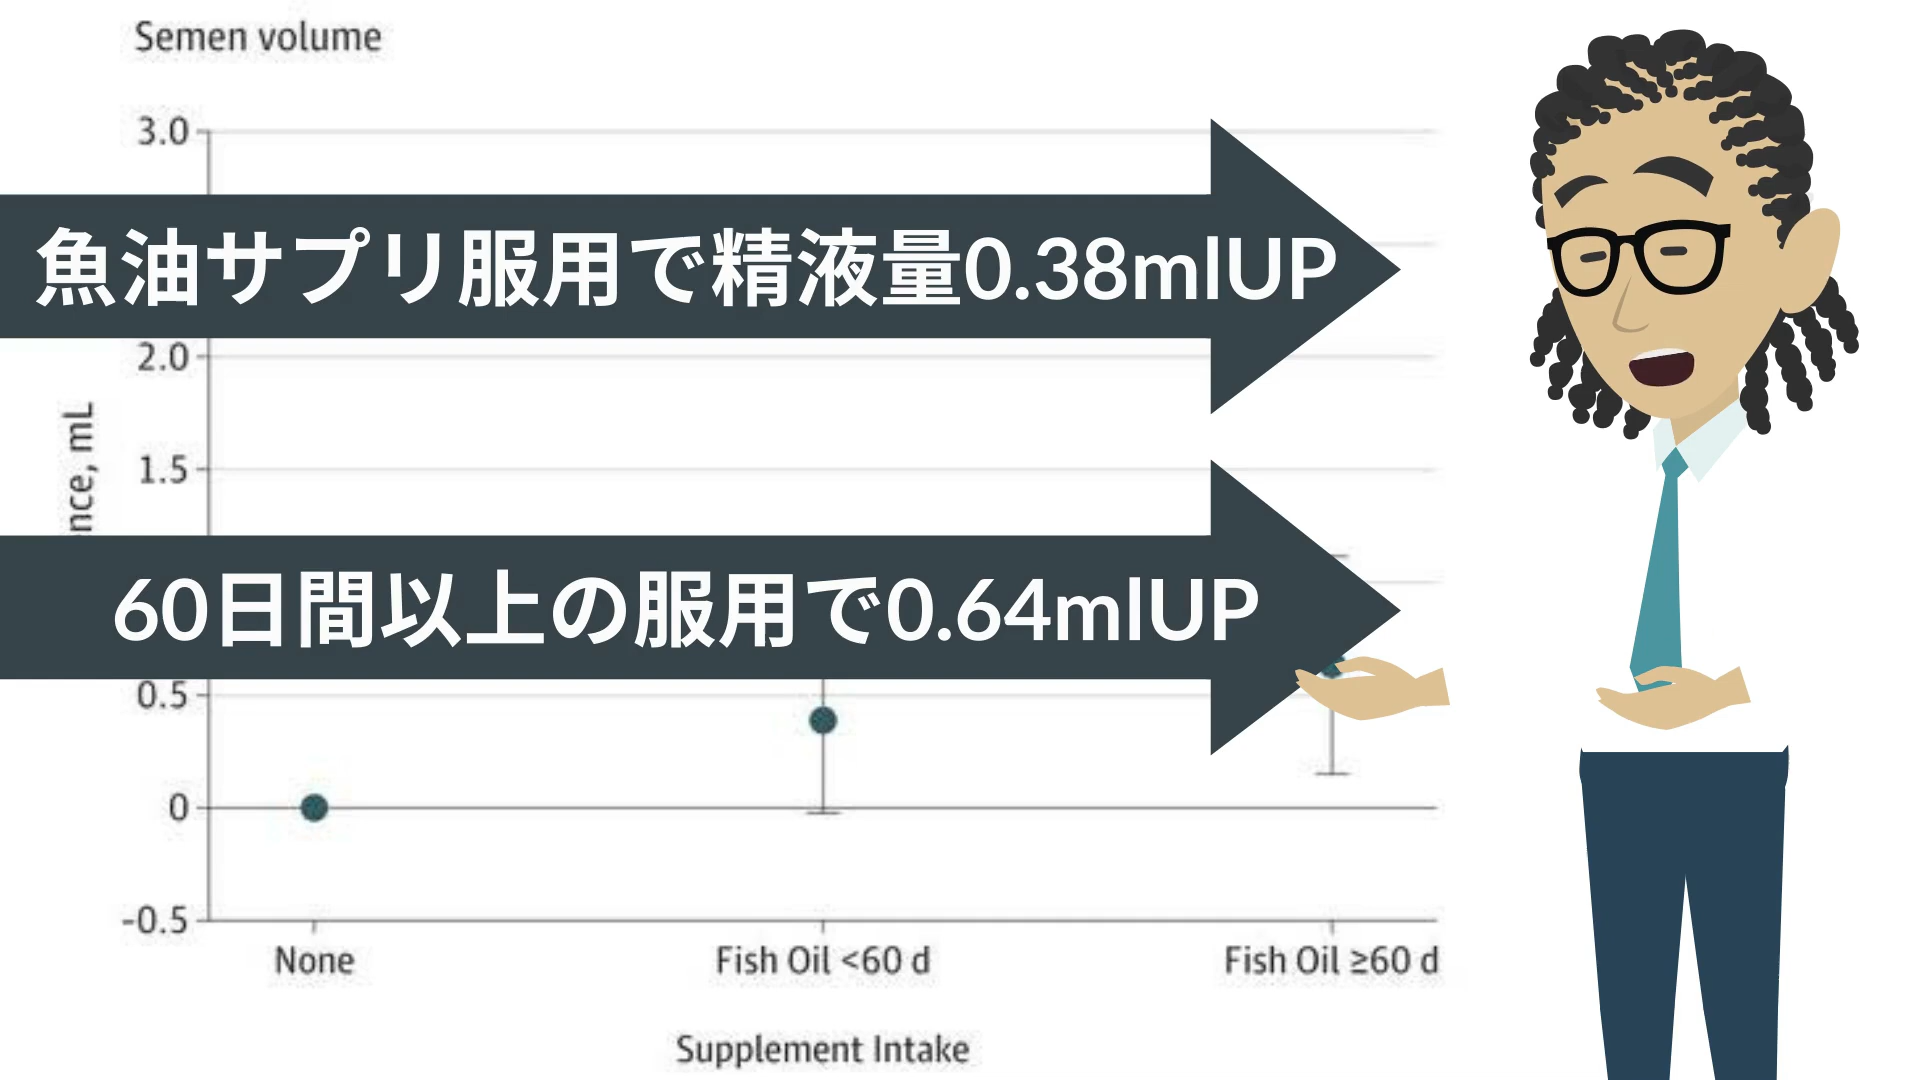 Semen volume
3.0
魚油サプリ服用で精液量0.38mlUP
2.0
ence, mL
1.5
60日間以上の服用で0.64mlUP
0.5
0
-0.5
None
Fish Oil <60 d
Fish Oil ≥60 d
Supplement Intake